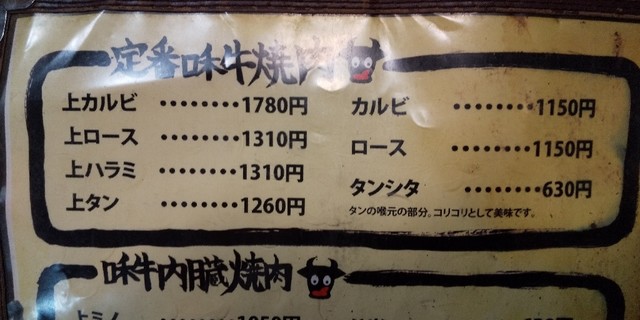 定番味牛焼肉
上カルビ ・・・・・・・・1780円
上ロース ・・・・・・・・1310円
上ハラミ ・・・・・・・・1310円
上タン ・・・・・・・・1260円
カルビ ・・・・・・・・1150円
ロース ・・・・・・・・1150円
タンシタ ・・・・・・・・630円
タンの喉元の部分。コリコリとして美味です。
味牛内臓焼肉
上ミノ